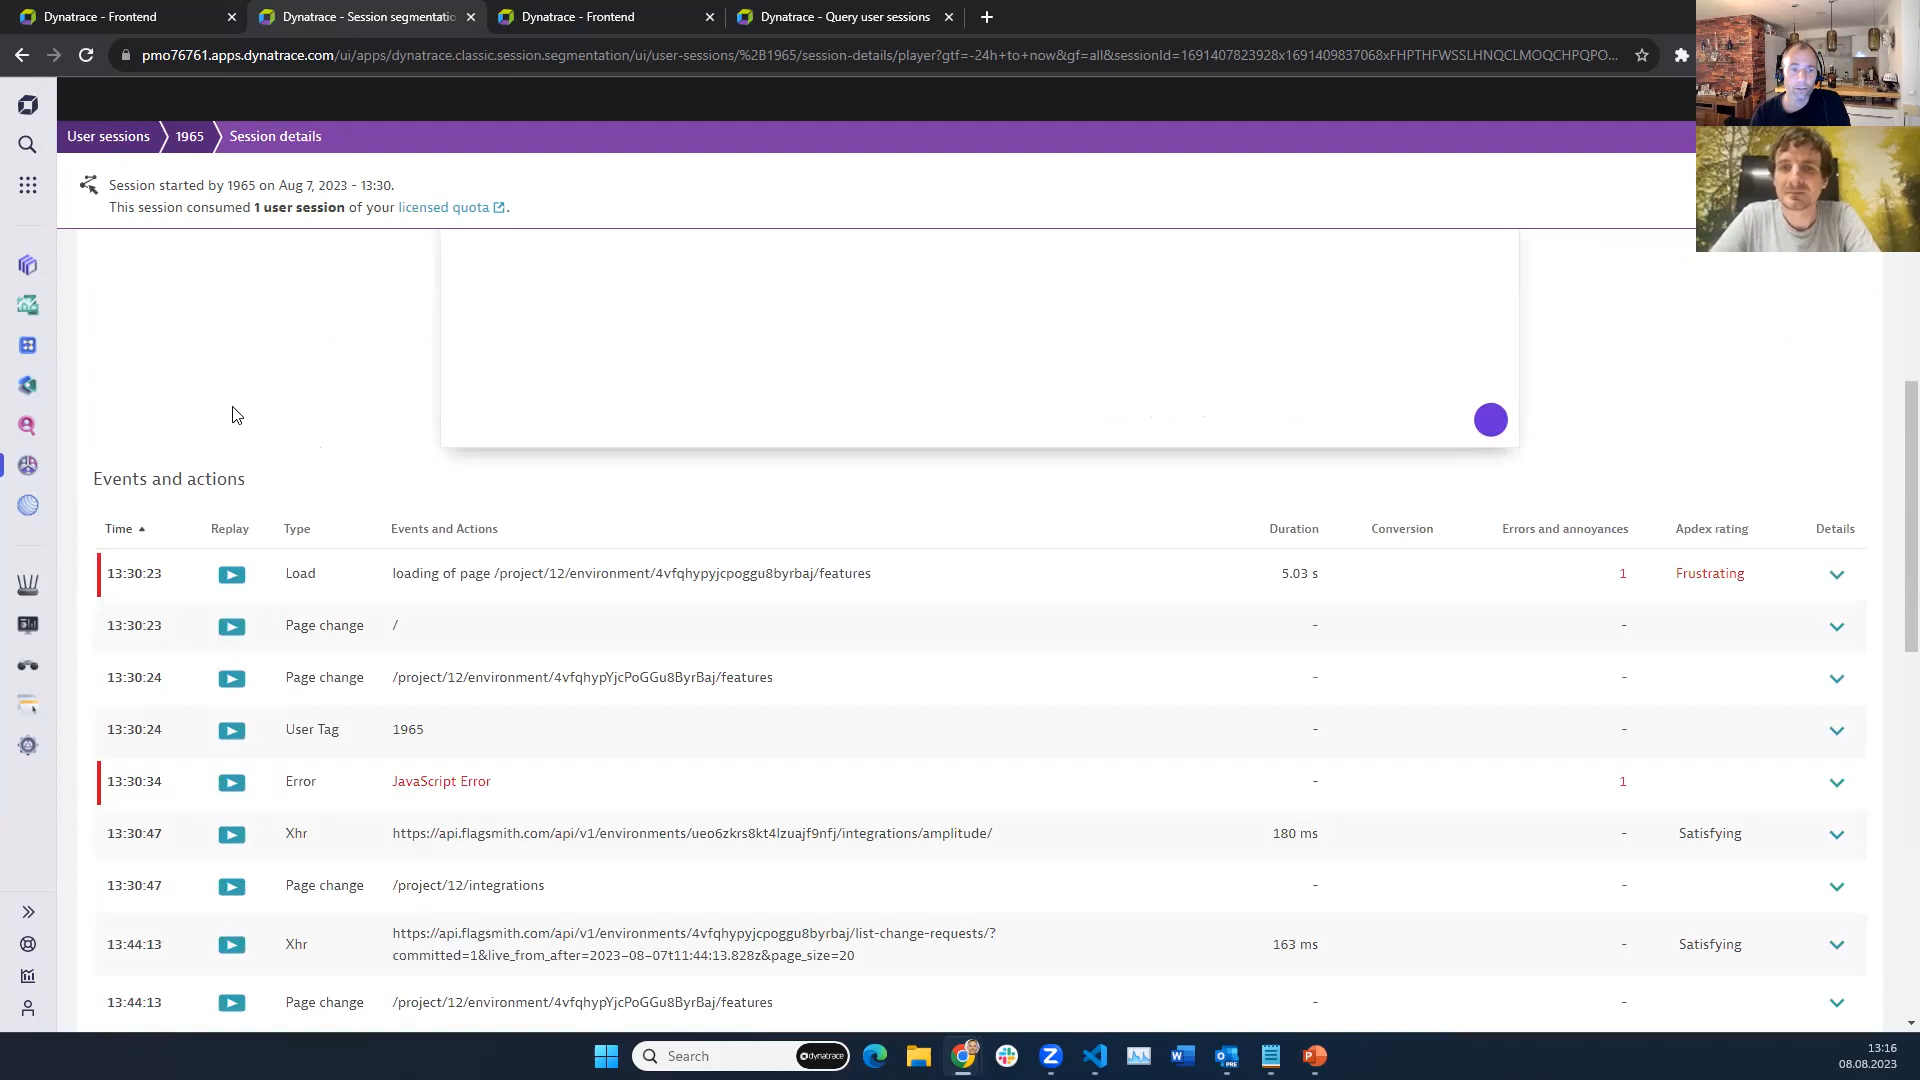 Dynatrace - Frontend
Dynatrace - Session segmentatio
Dynatrace - Frontend
Dynatrace - Query user sessions
pmo76761.apps.dynatrace.com/ui/apps/dynatrace.classic.session.segmentation/ui/user-sessions/%2B1965/session-details/player?gtf=-24h+to+now&gf=all&sessionId=1691407823928x1691409837068xFHPTHFWSSLHNQCLMOQCHPQPO...
User sessions
1965
Session details
Session started by 1965 on Aug 7, 2023 - 13:30.
This session consumed 1 user session of your licensed quota.
Events and actions
Time Replay Type Events and Actions Duration Conversion Errors and annoyances Apdex rating Details
13:30:23 Load loading of page /project/12/environment/4vfqhypyjcpoggu8byrbaj/features 5.03 s 1 Frustrating
13:30:23 Page change / - -
13:30:24 Page change /project/12/environment/4vfqhypYjcPoGGu8ByrBaj/features - -
13:30:24 User Tag 1965 - -
13:30:34 Error JavaScript Error - 1
13:30:47 Xhr https://api.flagsmith.com/api/v1/environments/ueo6zkrs8kt4lzuajf9nfj/integrations/amplitude/ 180 ms - Satisfying
13:30:47 Page change /project/12/integrations - -
13:44:13 Xhr https://api.flagsmith.com/api/v1/environments/4vfqhypyjcpoggu8byrbaj/list-change-requests/?
committed=1&live_from_after=2023-08-07t11:44:13.828z&page_size=20 163 ms - Satisfying
13:44:13 Page change /project/12/environment/4vfqhypYjcPoGGu8ByrBaj/features - -
Search
dynatrace
13:16
08.08.2023